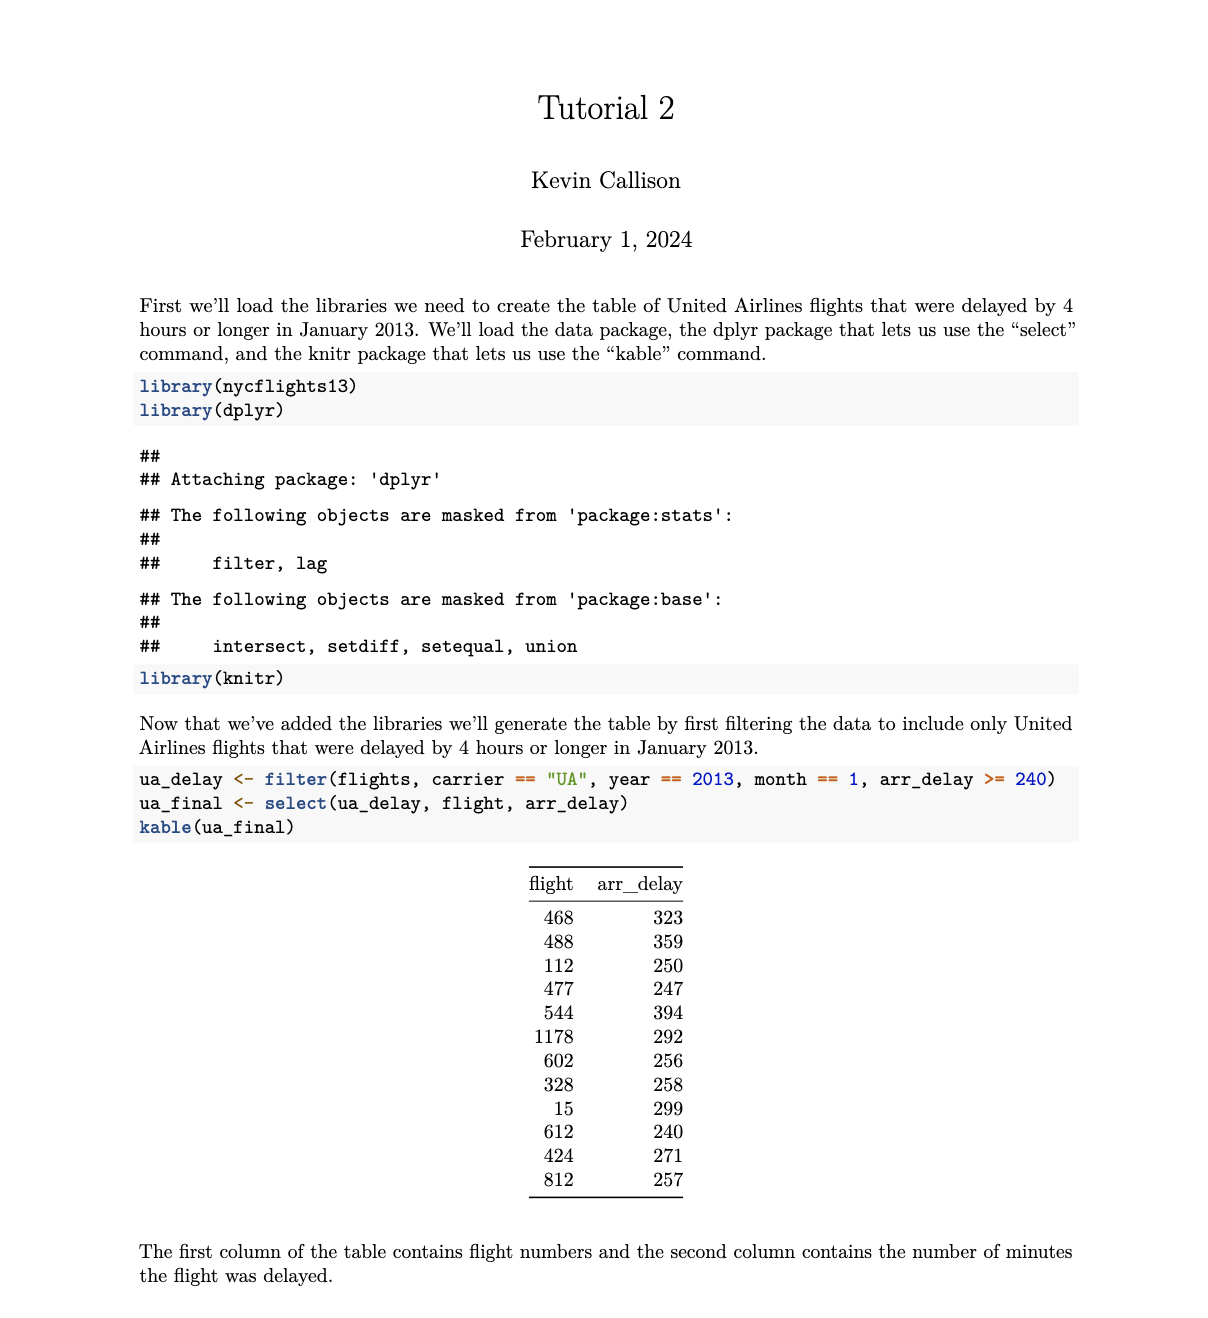 Tutorial 2
Kevin Callison
February 1, 2024
First we’ll load the libraries we need to create the table of United Airlines flights that were delayed by 4
hours or longer in January 2013. We’ll load the data package, the dplyr package that lets us use the “select”
command, and the knitr package that lets us use the “kable” command.
library(nycflights13)
library(dplyr)
##
## Attaching package: 'dplyr'
## The following objects are masked from 'package:stats':
##
##     filter, lag
## The following objects are masked from 'package:base':
##
##     intersect, setdiff, setequal, union
library(knitr)
Now that we’ve added the libraries we’ll generate the table by first filtering the data to include only United
Airlines flights that were delayed by 4 hours or longer in January 2013.
ua_delay <- filter(flights, carrier == "UA", year == 2013, month == 1, arr_delay >= 240)
ua_final <- select(ua_delay, flight, arr_delay)
kable(ua_final)
flight arr_delay
468 323
488 359
112 250
477 247
544 394
1178 292
602 256
328 258
15 299
612 240
424 271
812 257
The first column of the table contains flight numbers and the second column contains the number of minutes
the flight was delayed.